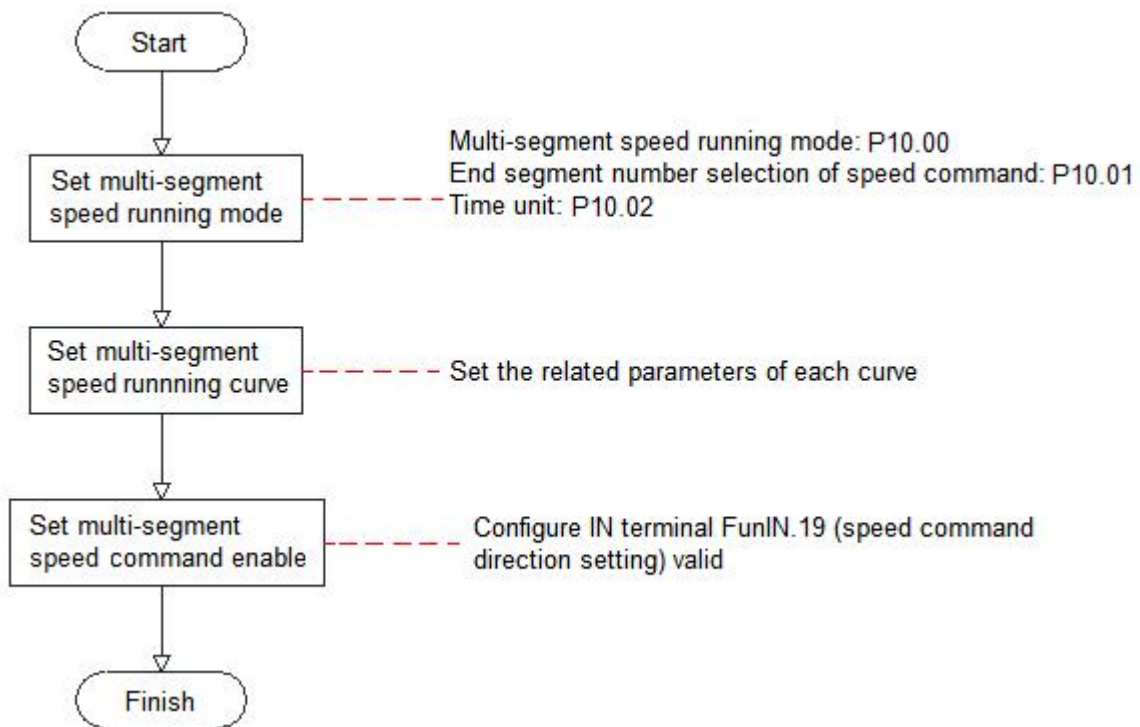 Start
Set multi-segment
speed running mode
Multi-segment speed running mode: P10.00
End segment number selection of speed command: P10.01
Time unit: P10.02
Set multi-segment
speed runnning curve
Set the related parameters of each curve
Set multi-segment
speed command enable
Configure IN terminal FunIN.19 (speed command
direction setting) valid
Finish